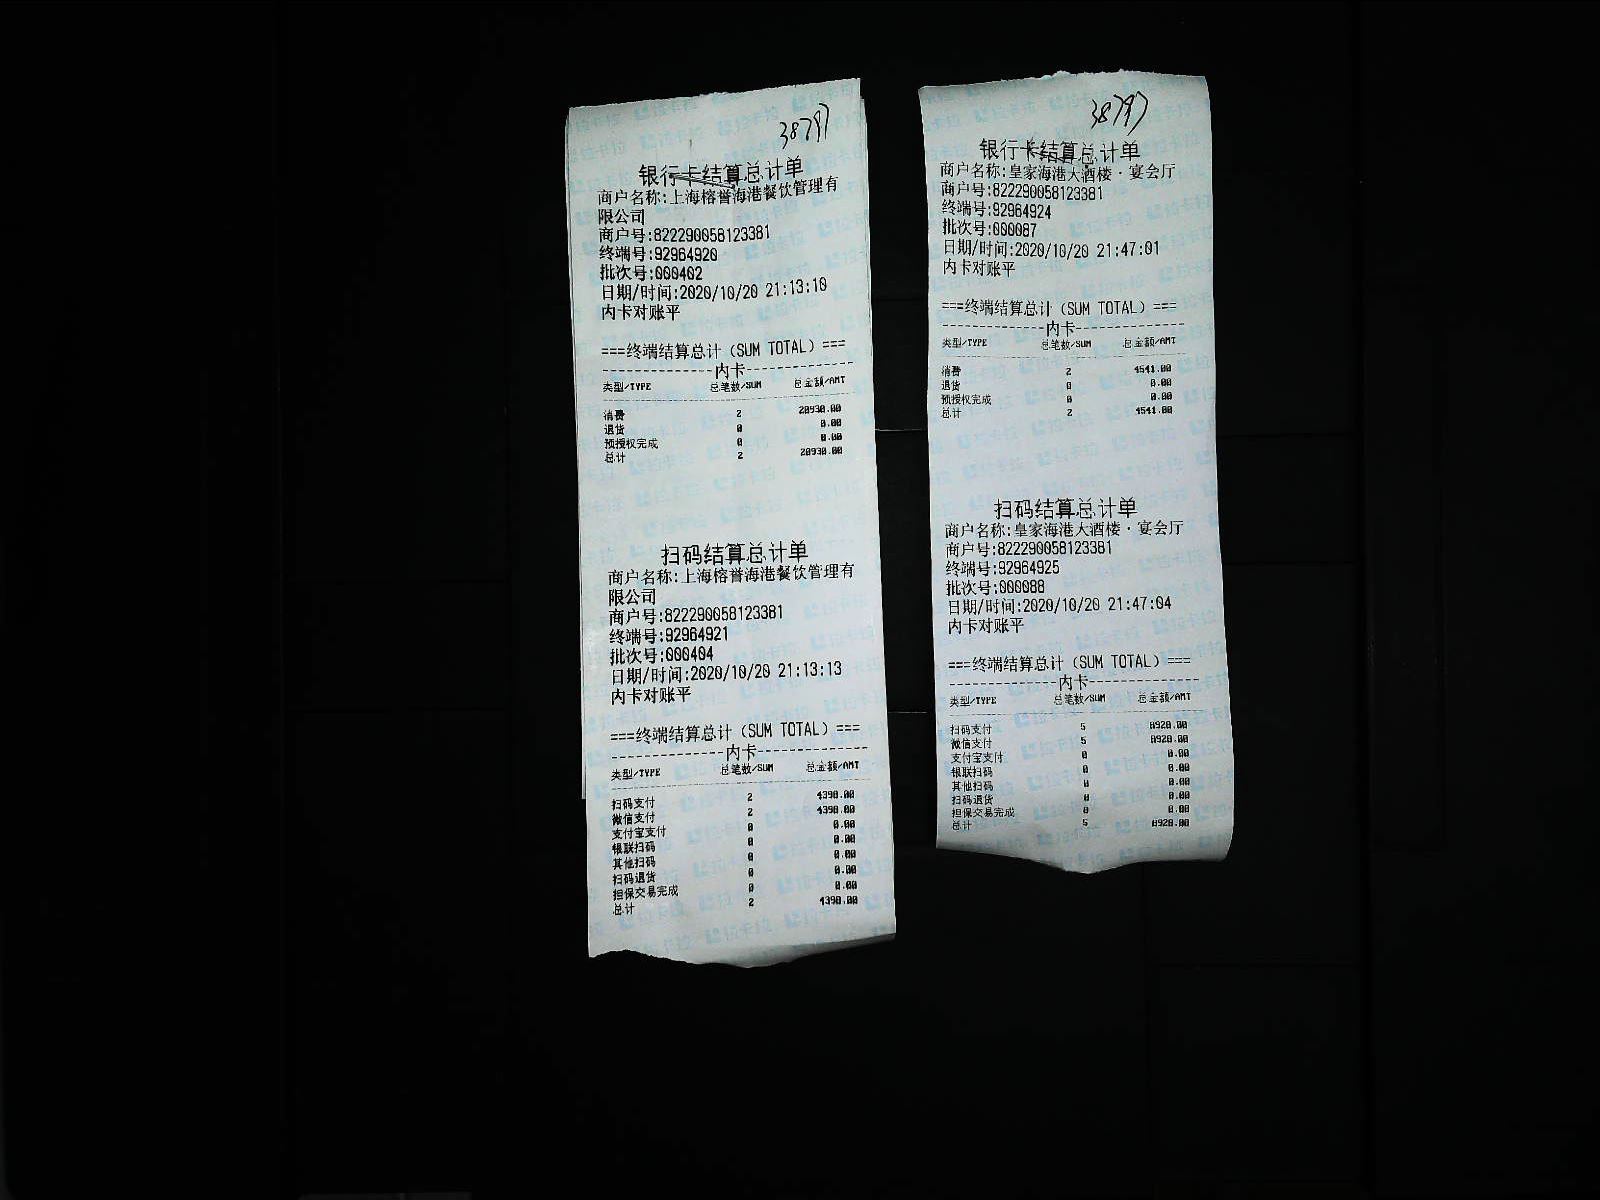 38797
银行卡结算总计单
商户名称:上海榕誉海港餐饮管理有
限公司
商户号:822290058123381
终端号:92964920
批次号:000402
日期/时间:2020/10/20 21:13:10
内卡对账平
===终端结算总计（SUM TOTAL）===
----------------内卡----------------
类型/TYPE 总笔数/SUM 总金额/AMT
消费 2 20930.00
退货 0 0.00
预授权完成 0 0.00
总计 2 20930.00
扫码结算总计单
商户名称:上海榕誉海港餐饮管理有
限公司
商户号:822290058123381
终端号:92964921
批次号:000404
日期/时间:2020/10/20 21:13:13
内卡对账平
===终端结算总计（SUM TOTAL）===
----------------内卡----------------
类型/TYPE 总笔数/SUM 总金额/AMT
扫码支付 2 4398.00
微信支付 2 4398.00
支付宝支付 0 0.00
银联扫码 0 0.00
其他扫码 0 0.00
扫码退货 0 0.00
担保交易完成 0 0.00
总计 2 4398.00
38797
银行卡结算总计单
商户名称:皇家海港大酒楼·宴会厅
商户号:822290058123381
终端号:92964924
批次号:000087
日期/时间:2020/10/20 21:47:01
内卡对账平
===终端结算总计（SUM TOTAL）===
----------------内卡----------------
类型/TYPE 总笔数/SUM 总金额/AMT
消费 2 4541.00
退货 0 0.00
预授权完成 0 0.00
总计 2 4541.00
扫码结算总计单
商户名称:皇家海港大酒楼·宴会厅
商户号:822290058123381
终端号:92964925
批次号:000088
日期/时间:2020/10/20 21:47:04
内卡对账平
===终端结算总计（SUM TOTAL）===
----------------内卡----------------
类型/TYPE 总笔数/SUM 总金额/AMT
扫码支付 5 8928.00
微信支付 5 8928.00
支付宝支付 0 0.00
银联扫码 0 0.00
其他扫码 0 0.00
扫码退货 0 0.00
担保交易完成 0 0.00
总计 5 8928.00